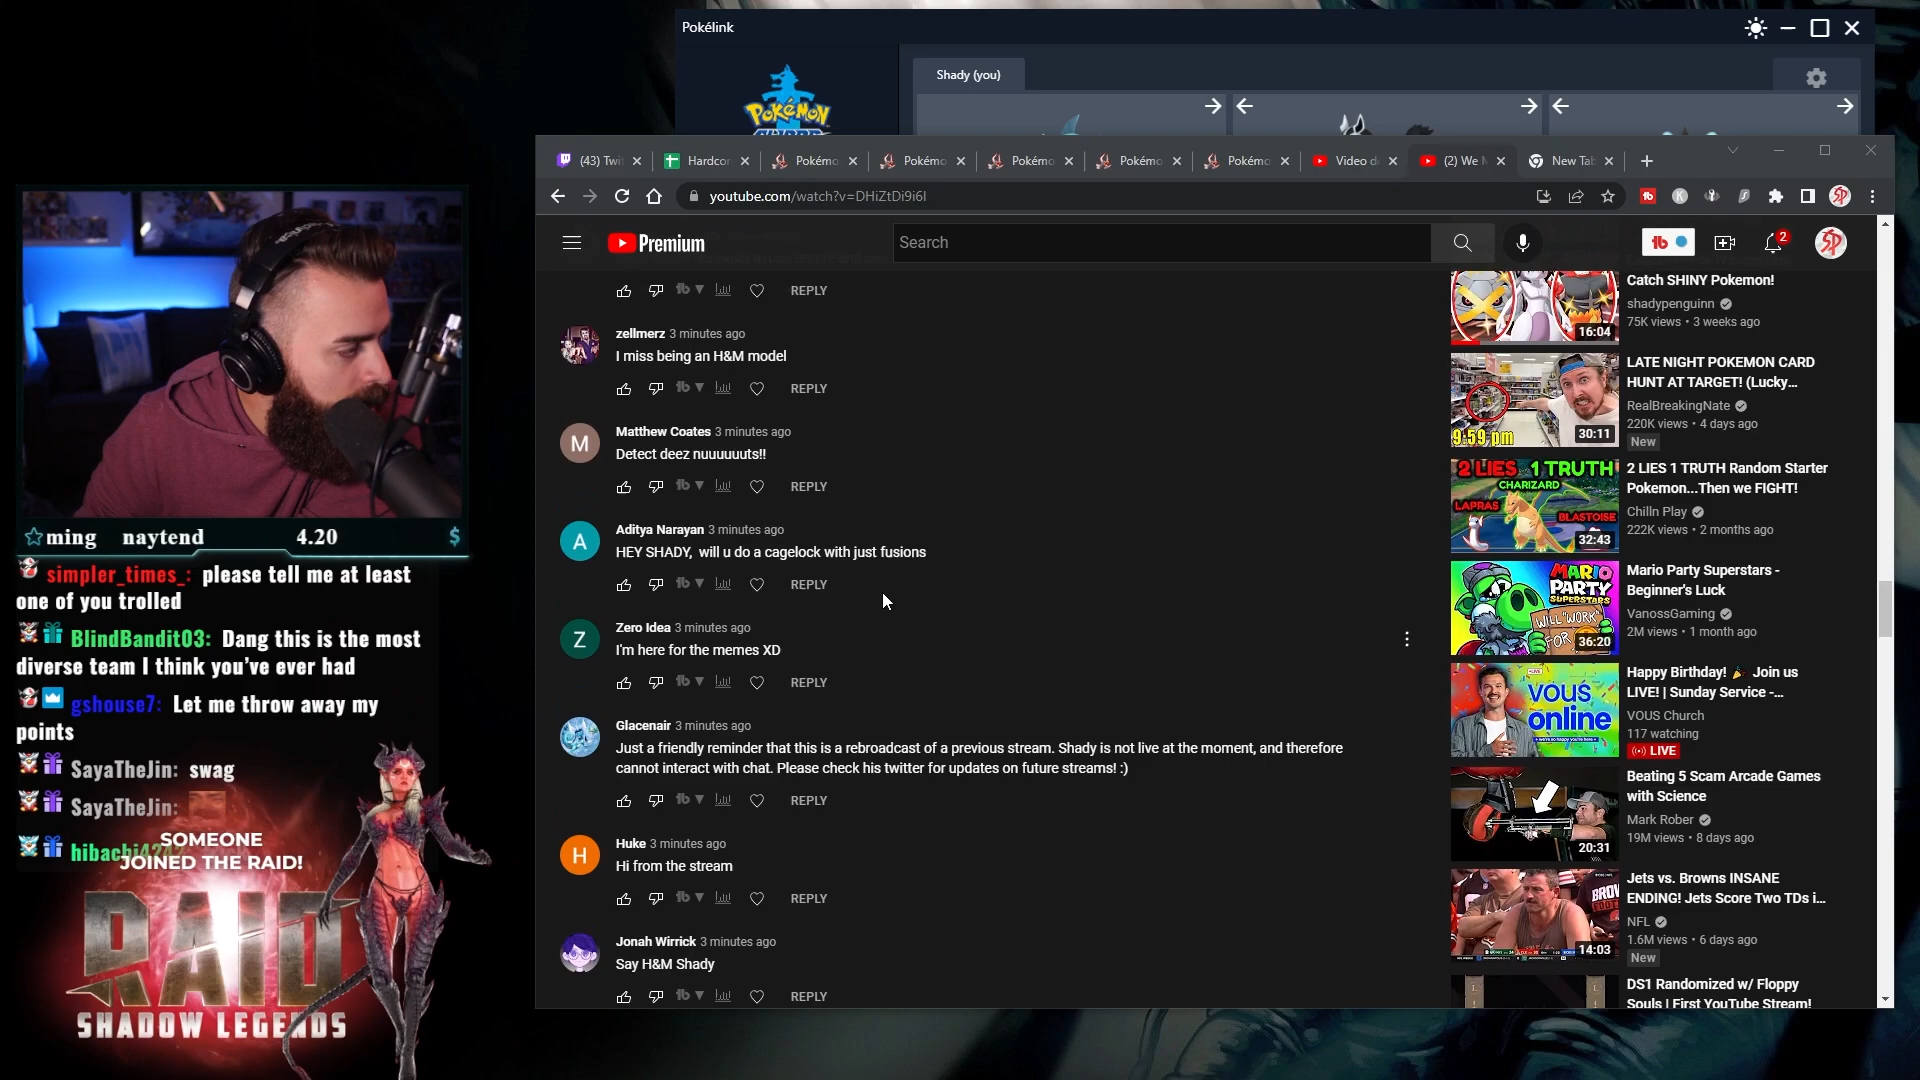 Pokélink
Shady (you)
POKéMON
(43) Twi
Hardcor
Pokémo
Pokémo
Pokémo
Pokémo
Pokémo
Video d
(2) We
New Tab
youtube.com/watch?v=DHiZtDi9i6I
Premium
Search
2
REPLY
zellmerz 3 minutes ago
I miss being an H&M model
REPLY
Matthew Coates 3 minutes ago
Detect deez nuuuuuuts!!
REPLY
Aditya Narayan 3 minutes ago
HEY SHADY, will u do a cagelock with just fusions
REPLY
Zero Idea 3 minutes ago
I'm here for the memes XD
REPLY
Glacenair 3 minutes ago
Just a friendly reminder that this is a rebroadcast of a previous stream. Shady is not live at the moment, and therefore
cannot interact with chat. Please check his twitter for updates on future streams! :)
REPLY
Huke 3 minutes ago
Hi from the stream
REPLY
Jonah Wirrick 3 minutes ago
Say H&M Shady
REPLY
Catch SHINY Pokemon!
shadypenguinn
75K views • 3 weeks ago
16:04
LATE NIGHT POKEMON CARD
HUNT AT TARGET! (Lucky...
RealBreakingNate
220K views • 4 days ago
New
9:59 pm
30:11
2 LIES 1 TRUTH Random Starter
Pokemon...Then we FIGHT!
Chilln Play
222K views • 2 months ago
2 LIES 1 TRUTH
CHARIZARD
LAPRAS
BLASTOISE
32:43
Mario Party Superstars -
Beginner's Luck
VanossGaming
2M views • 1 month ago
MARIO
PARTY
SUPERSTARS
WILL "WORK"
FOR
36:20
Happy Birthday! Join us
LIVE! | Sunday Service -...
VOUS Church
117 watching
LIVE
VOUS
online
Beating 5 Scam Arcade Games
with Science
Mark Rober
19M views • 8 days ago
20:31
Jets vs. Browns INSANE
ENDING! Jets Score Two TDs i...
NFL
1.6M views • 6 days ago
New
14:03
DS1 Randomized w/ Floppy
Souls | First YouTube Stream!
ming naytend 4.20 $
simpler_times_: please tell me at least
one of you trolled
BlindBandit03: Dang this is the most
diverse team I think you've ever had
gshouse7: Let me throw away my
points
SayaTheJin: swag
SayaTheJin:
SOMEONE
JOINED THE RAID!
RAID
SHADOW LEGENDS